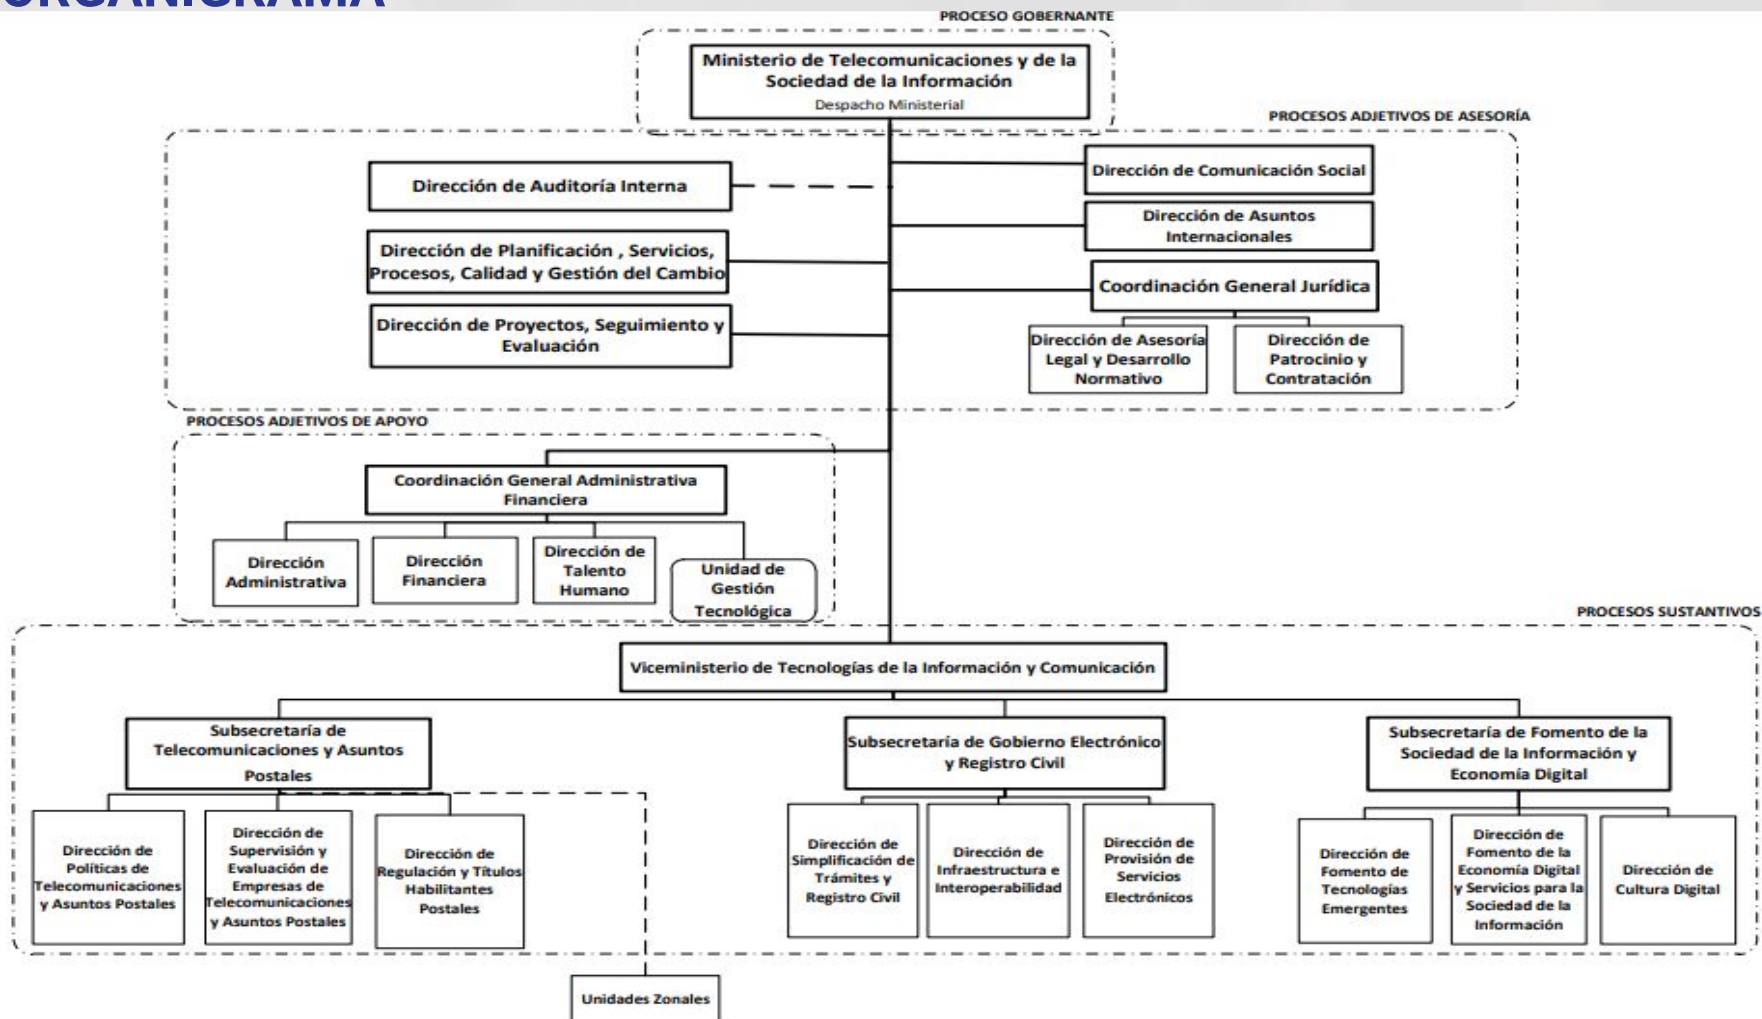 ORGANIGRAMA
PROCESO GOBERNANTE
Ministerio de Telecomunicaciones y de la
Sociedad de la Información
Despacho Ministerial
PROCESOS ADJETIVOS DE ASESORÍA
Dirección de Auditoría Interna
Dirección de Planificación , Servicios,
Procesos, Calidad y Gestión del Cambio
Dirección de Proyectos, Seguimiento y
Evaluación
Dirección de Comunicación Social
Dirección de Asuntos
Internacionales
Coordinación General Jurídica
Dirección de Asesoría
Legal y Desarrollo
Normativo
Dirección de
Patrocinio y
Contratación
PROCESOS ADJETIVOS DE APOYO
Coordinación General Administrativa
Financiera
Dirección
Administrativa
Dirección
Financiera
Dirección de
Talento
Humano
Unidad de
Gestión
Tecnológica
PROCESOS SUSTANTIVOS
Viceministerio de Tecnologías de la Información y Comunicación
Subsecretaría de
Telecomunicaciones y Asuntos
Postales
Dirección de
Políticas de
Telecomunicaciones
y Asuntos Postales
Dirección de
Supervisión y
Evaluación de
Empresas de
Telecomunicaciones
y Asuntos Postales
Dirección de
Regulación y Títulos
Habilitantes
Postales
Subsecretaría de Gobierno Electrónico
y Registro Civil
Dirección de
Simplificación de
Trámites y
Registro Civil
Dirección de
Infraestructura e
Interoperabilidad
Dirección de
Provisión de
Servicios
Electrónicos
Subsecretaría de Fomento de la
Sociedad de la Información y
Economía Digital
Dirección de
Fomento de
Tecnologías
Emergentes
Dirección de
Fomento de la
Economía Digital
y Servicios para la
Sociedad de la
Información
Dirección de
Cultura Digital
Unidades Zonales